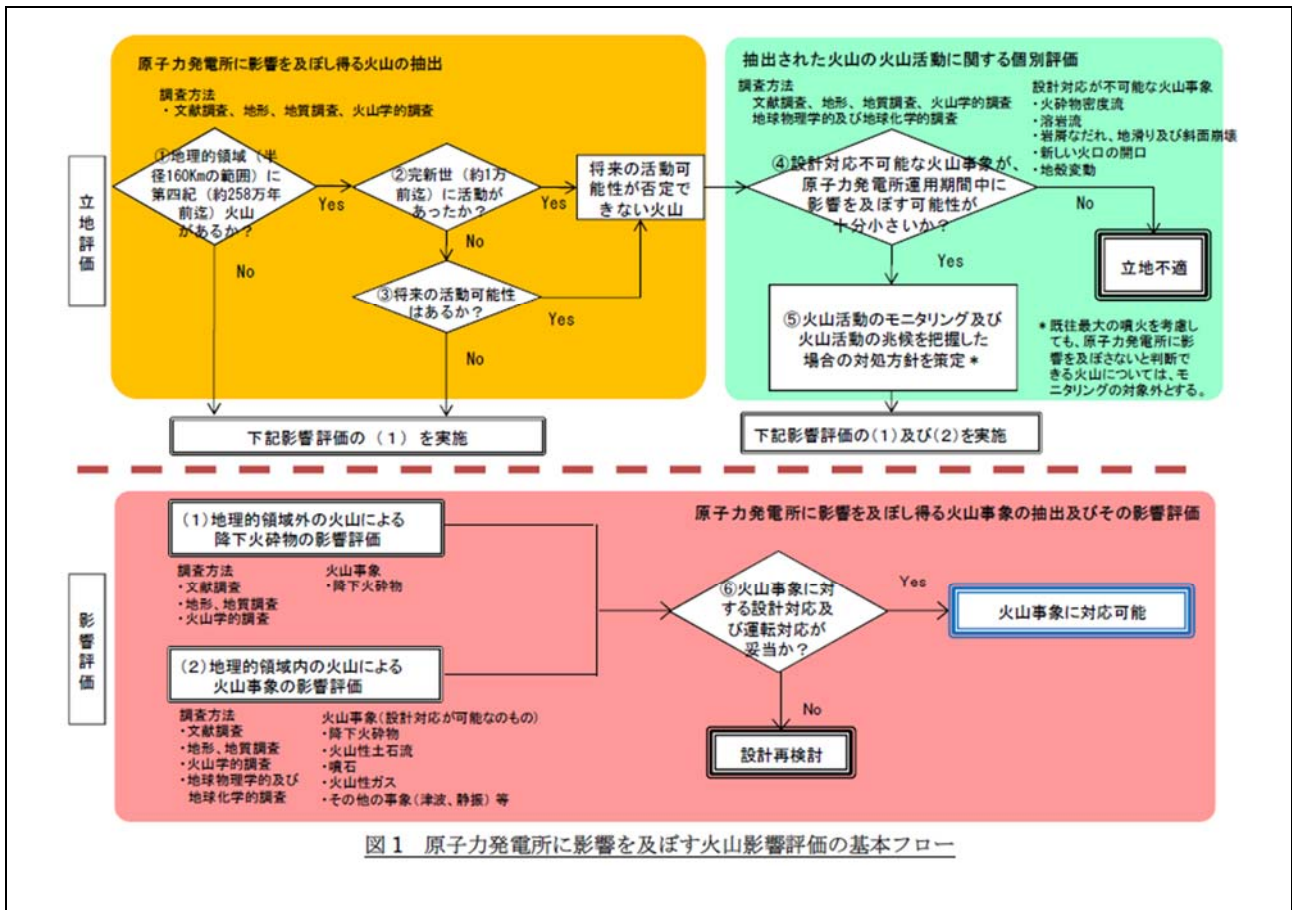 原子力発電所に影響を及ぼし得る火山の抽出
調査方法
・文献調査、地形、地質調査、火山学的調査
立地評価
①地理的領域（半
径160Kmの範囲）に
第四紀（約258万年
前迄）火山
があるか？
Yes
No
②完新世（約1万
前迄）に活動が
あったか？
Yes
No
③将来の活動可能性
はあるか？
Yes
No
将来の活動可
能性が否定で
きない火山
下記影響評価の（１）を実施
抽出された火山の火山活動に関する個別評価
調査方法
文献調査、地形、地質調査、火山学的調査
地球物理学的及び地球化学的調査
設計対応が不可能な火山事象
・火砕物密度流
・溶岩流
・岩屑なだれ、地滑り及び斜面崩壊
・新しい火口の開口
・地殻変動
④設計対応不可能な火山事象が、
原子力発電所運用期間中に
影響を及ぼす可能性が
十分小さいか？
No
Yes
立地不適
⑤火山活動のモニタリング及び
火山活動の兆候を把握した
場合の対処方針を策定＊
＊既往最大の噴火を考慮し
ても、原子力発電所に影
響を及ぼさないと判断で
きる火山については、モ
ニタリングの対象外とする。
下記影響評価の(1)及び(2)を実施
影響評価
原子力発電所に影響を及ぼし得る火山事象の抽出及びその影響評価
（１）地理的領域外の火山による
降下火砕物の影響評価
調査方法
・文献調査
・地形、地質調査
・火山学的調査
火山事象
・降下火砕物
（２）地理的領域内の火山による
火山事象の影響評価
調査方法
・文献調査
・地形、地質調査
・火山学的調査
・地球物理学的及び
地球化学的調査
火山事象（設計対応が可能なのもの）
・降下火砕物
・火山性土石流
・噴石
・火山性ガス
・その他の事象（津波、静振）等
⑥火山事象に対
する設計対応及
び運転対応が
妥当か？
Yes
No
火山事象に対応可能
設計再検討
図１ 原子力発電所に影響を及ぼす火山影響評価の基本フロー